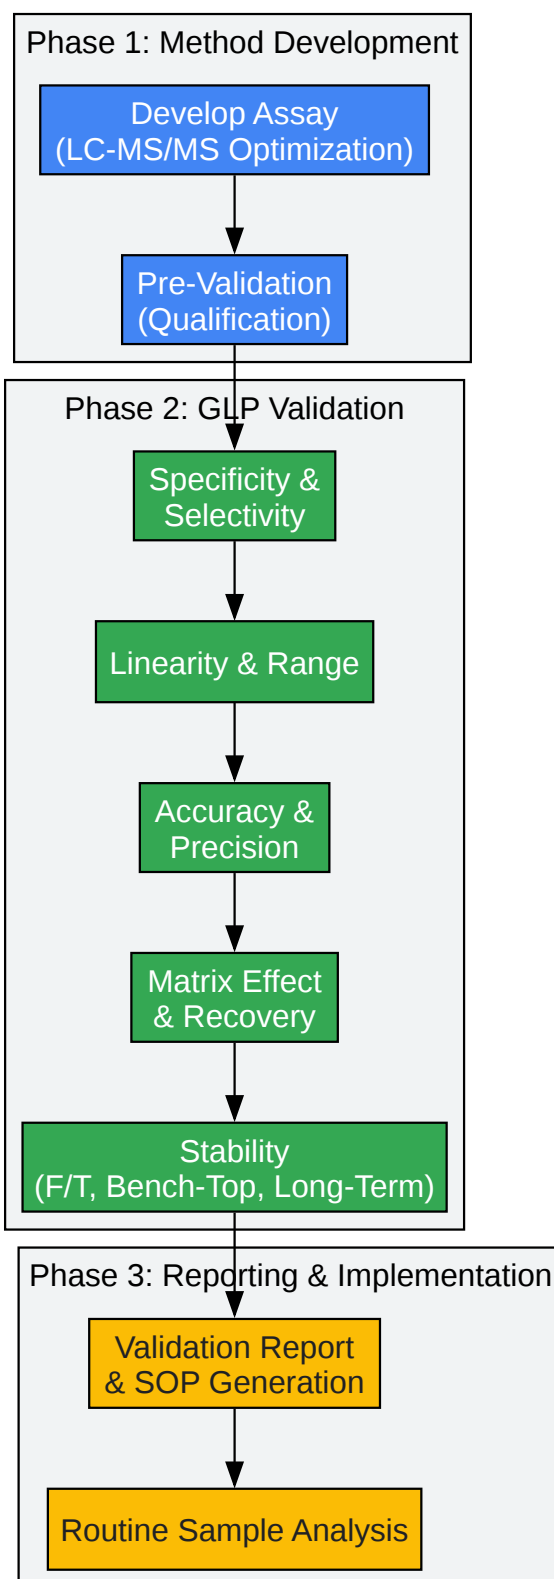 Phase 1: Method Development
Develop Assay
(LC-MS/MS Optimization)
Pre-Validation
(Qualification)
Phase 2: GLP Validation
Specificity &
Selectivity
Linearity & Range
Accuracy &
Precision
Matrix Effect
& Recovery
Stability
(F/T, Bench-Top, Long-Term)
Phase 3: Reporting & Implementation
Validation Report
& SOP Generation
Routine Sample Analysis